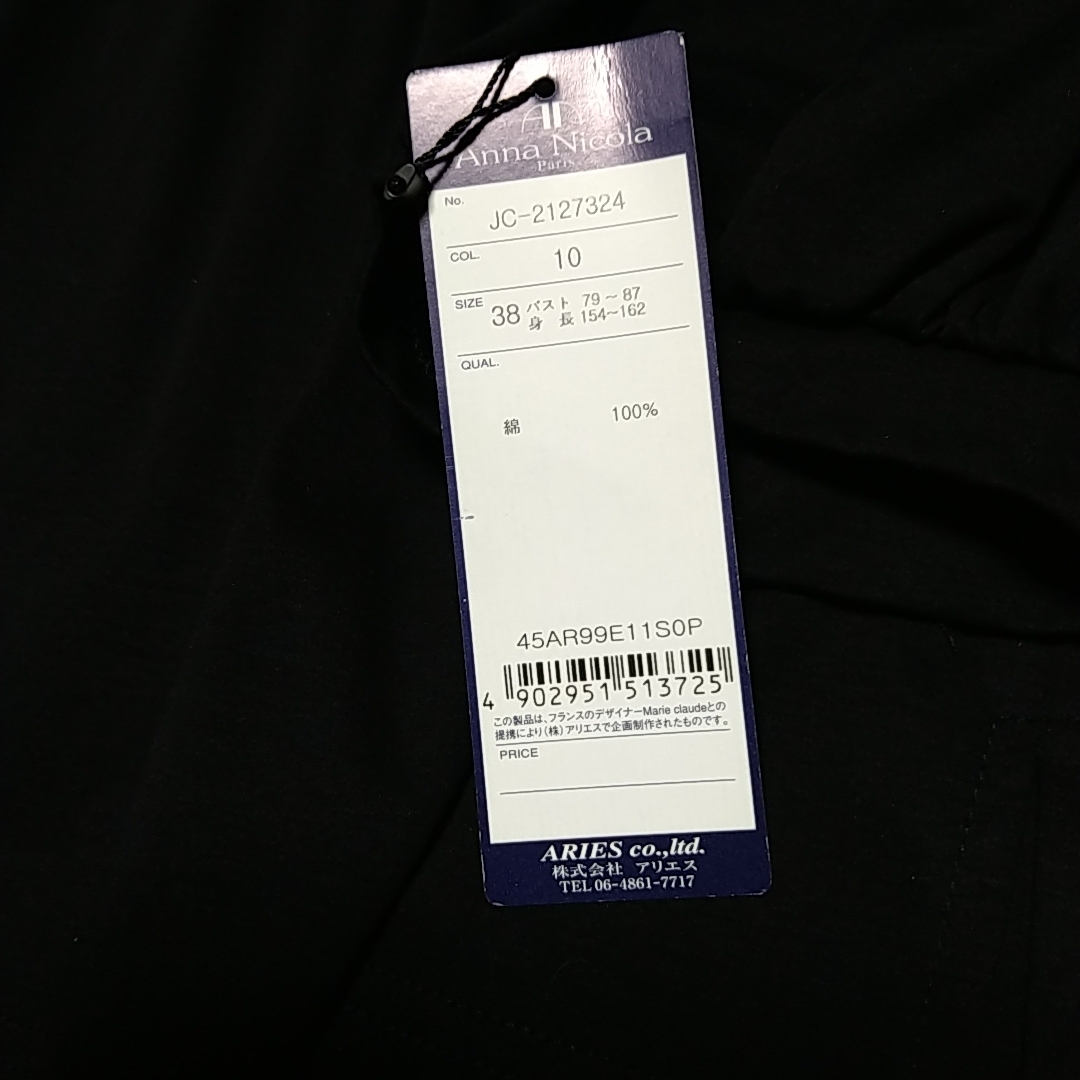 Anna Nicola
Paris
No.
JC-2127324
COL.
10
SIZE
38 バスト 79～87
身 長 154～162
QUAL.
綿 100%
45AR99E11S0P
4 902951 513725
この製品は、フランスのデザイナーMarie claudeとの
提携により(株)アリエスで企画制作されたものです。
PRICE
ARIES co.,ltd.
株式会社 アリエス
TEL 06-4861-7717